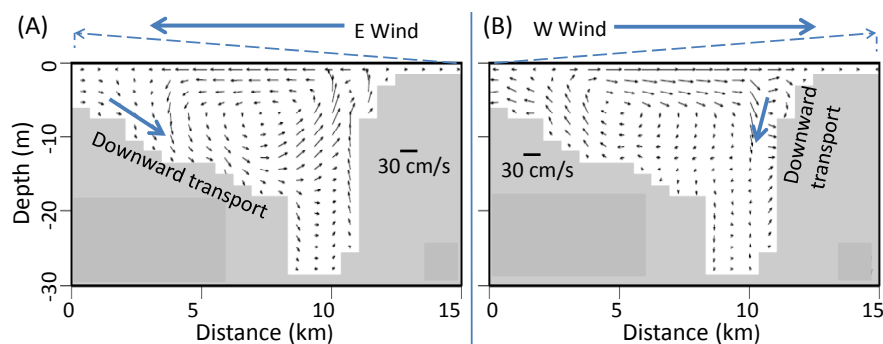 (A)
E Wind
0
-10
-20
-30
Depth (m)
Downward transport
30 cm/s
0
5
10
15
Distance (km)
(B)
W Wind
30 cm/s
Downward
transport
0
5
10
15
Distance (km)